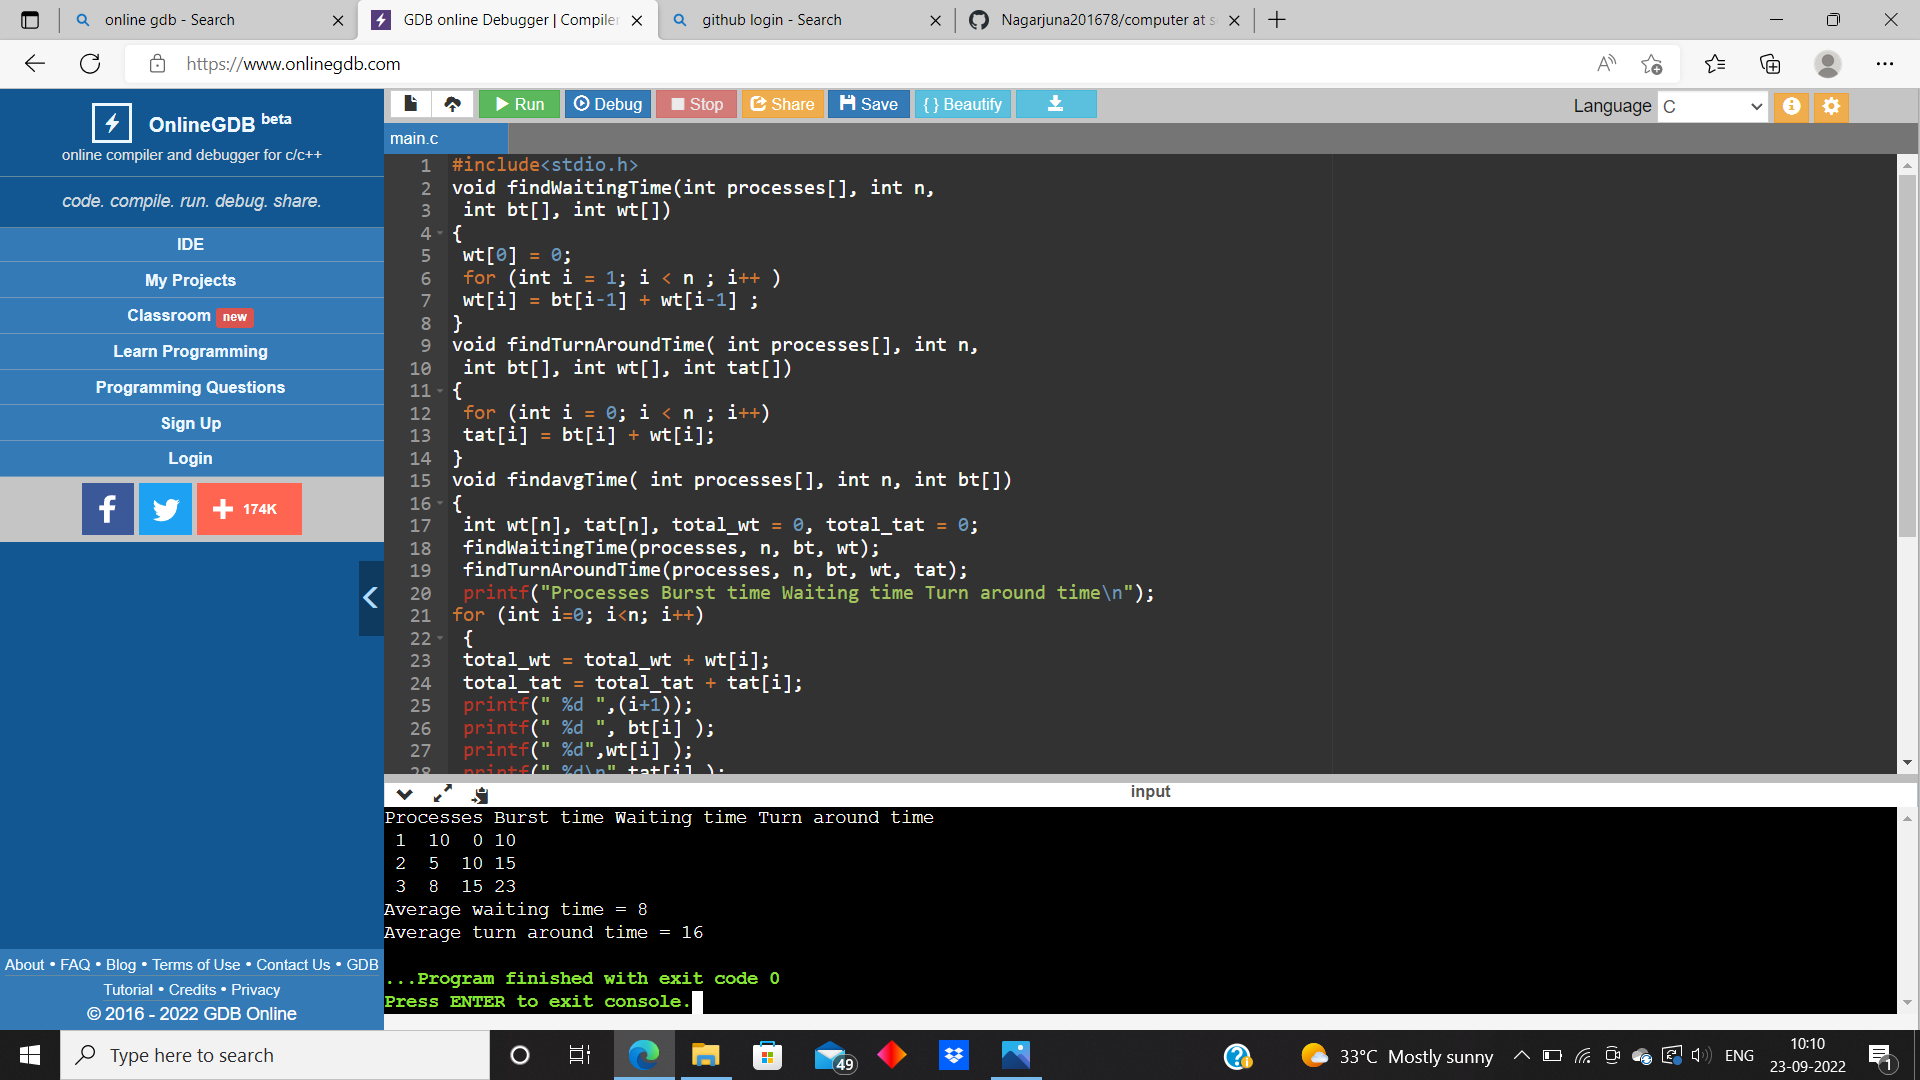 online gdb - Search
GDB online Debugger | Compiler
github login - Search
Nagarjuna201678/computer at s
https://www.onlinegdb.com
OnlineGDB beta
online compiler and debugger for c/c++
code. compile. run. debug. share.
IDE
My Projects
Classroom new
Learn Programming
Programming Questions
Sign Up
Login
174K
About • FAQ • Blog • Terms of Use • Contact Us • GDB
Tutorial • Credits • Privacy
© 2016 - 2022 GDB Online
Run Debug Stop Share Save { } Beautify
Language C
main.c
1 #include<stdio.h>
2 void findWaitingTime(int processes[], int n,
3 int bt[], int wt[])
4 {
5 wt[0] = 0;
6 for (int i = 1; i < n ; i++ )
7 wt[i] = bt[i-1] + wt[i-1] ;
8 }
9 void findTurnAroundTime( int processes[], int n,
10 int bt[], int wt[], int tat[])
11 {
12 for (int i = 0; i < n ; i++)
13 tat[i] = bt[i] + wt[i];
14 }
15 void findavgTime( int processes[], int n, int bt[])
16 {
17 int wt[n], tat[n], total_wt = 0, total_tat = 0;
18 findWaitingTime(processes, n, bt, wt);
19 findTurnAroundTime(processes, n, bt, wt, tat);
20 printf("Processes Burst time Waiting time Turn around time\n");
21 for (int i=0; i<n; i++)
22 {
23 total_wt = total_wt + wt[i];
24 total_tat = total_tat + tat[i];
25 printf(" %d ",(i+1));
26 printf(" %d ", bt[i] );
27 printf(" %d",wt[i] );
28 printf(" %d\n",tat[i] );
input
Processes Burst time Waiting time Turn around time
1 10 0 10
2 5 10 15
3 8 15 23
Average waiting time = 8
Average turn around time = 16
...Program finished with exit code 0
Press ENTER to exit console.
Type here to search
49
33°C Mostly sunny
ENG
10:10
23-09-2022
1